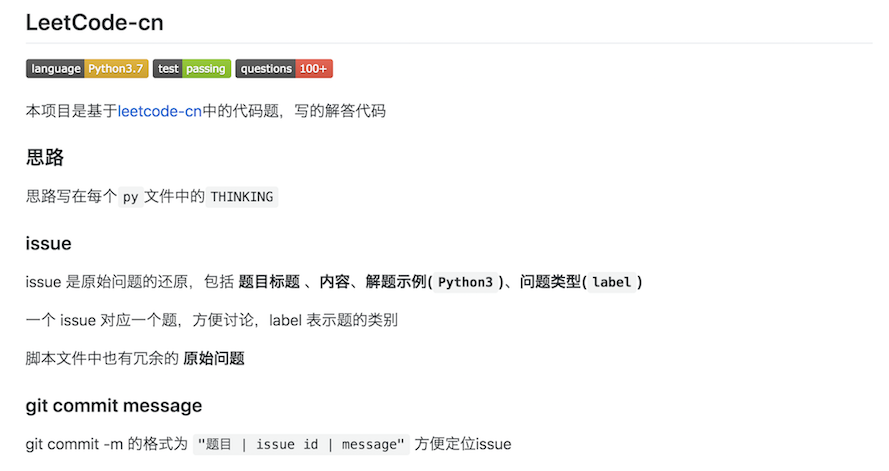 LeetCode-cn
language Python3.7 test passing questions 100+
本项目是基于leetcode-cn中的代码题，写的解答代码
思路
思路写在每个 py 文件中的 THINKING
issue
issue 是原始问题的还原，包括 题目标题 、内容、解题示例( Python3 )、问题类型( label )
一个 issue 对应一个题，方便讨论，label 表示题的类别
脚本文件中也有冗余的 原始问题
git commit message
git commit -m 的格式为 "题目 | issue id | message" 方便定位issue